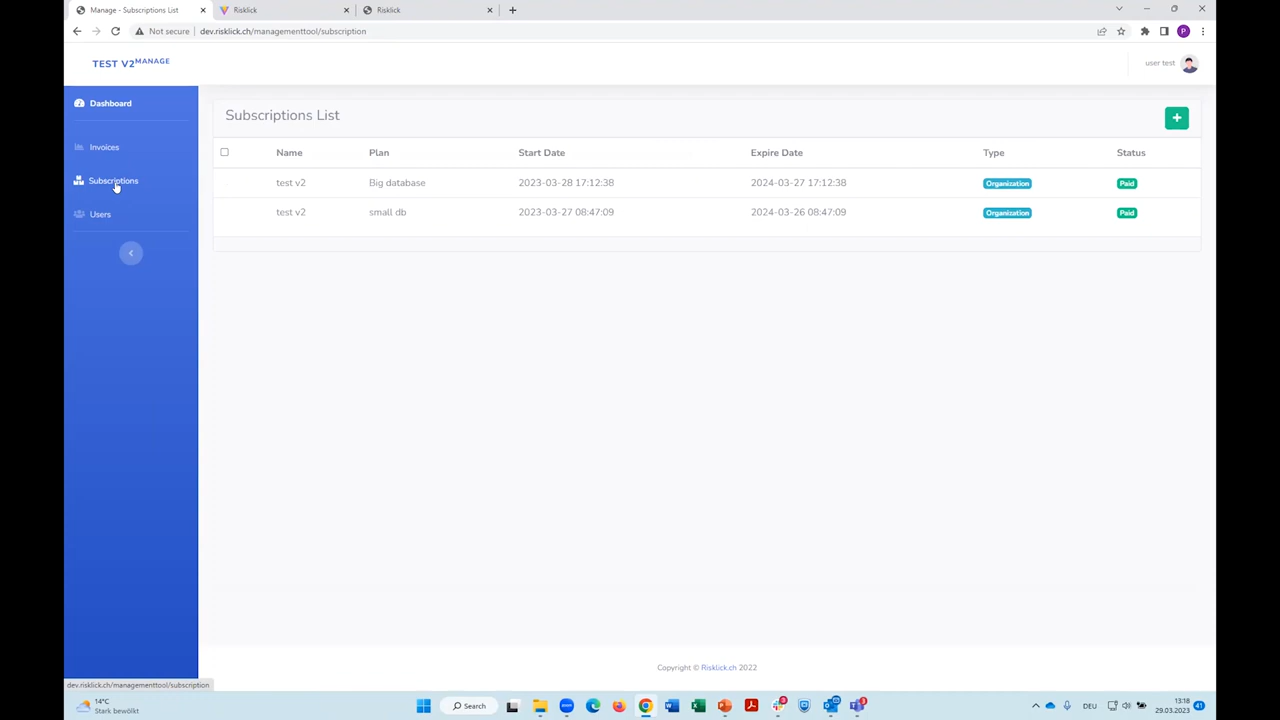 Manage - Subscriptions List
Risklick
Risklick
Not secure
dev.risklick.ch/managementtool/subscription
P
TEST V2MANAGE
user test
Dashboard
Invoices
Subscriptions
Users
Subscriptions List
+
Name Plan Start Date Expire Date Type Status
test v2 Big database 2023-03-28 17:12:38 2024-03-27 17:12:38 Organization Paid
test v2 small db 2023-03-27 08:47:09 2024-03-26 08:47:09 Organization Paid
Copyright © Risklick.ch 2022
dev.risklick.ch/managementtool/subscription
14°C
Stark bewölkt
Search
DEU
13:18
29.03.2023
41